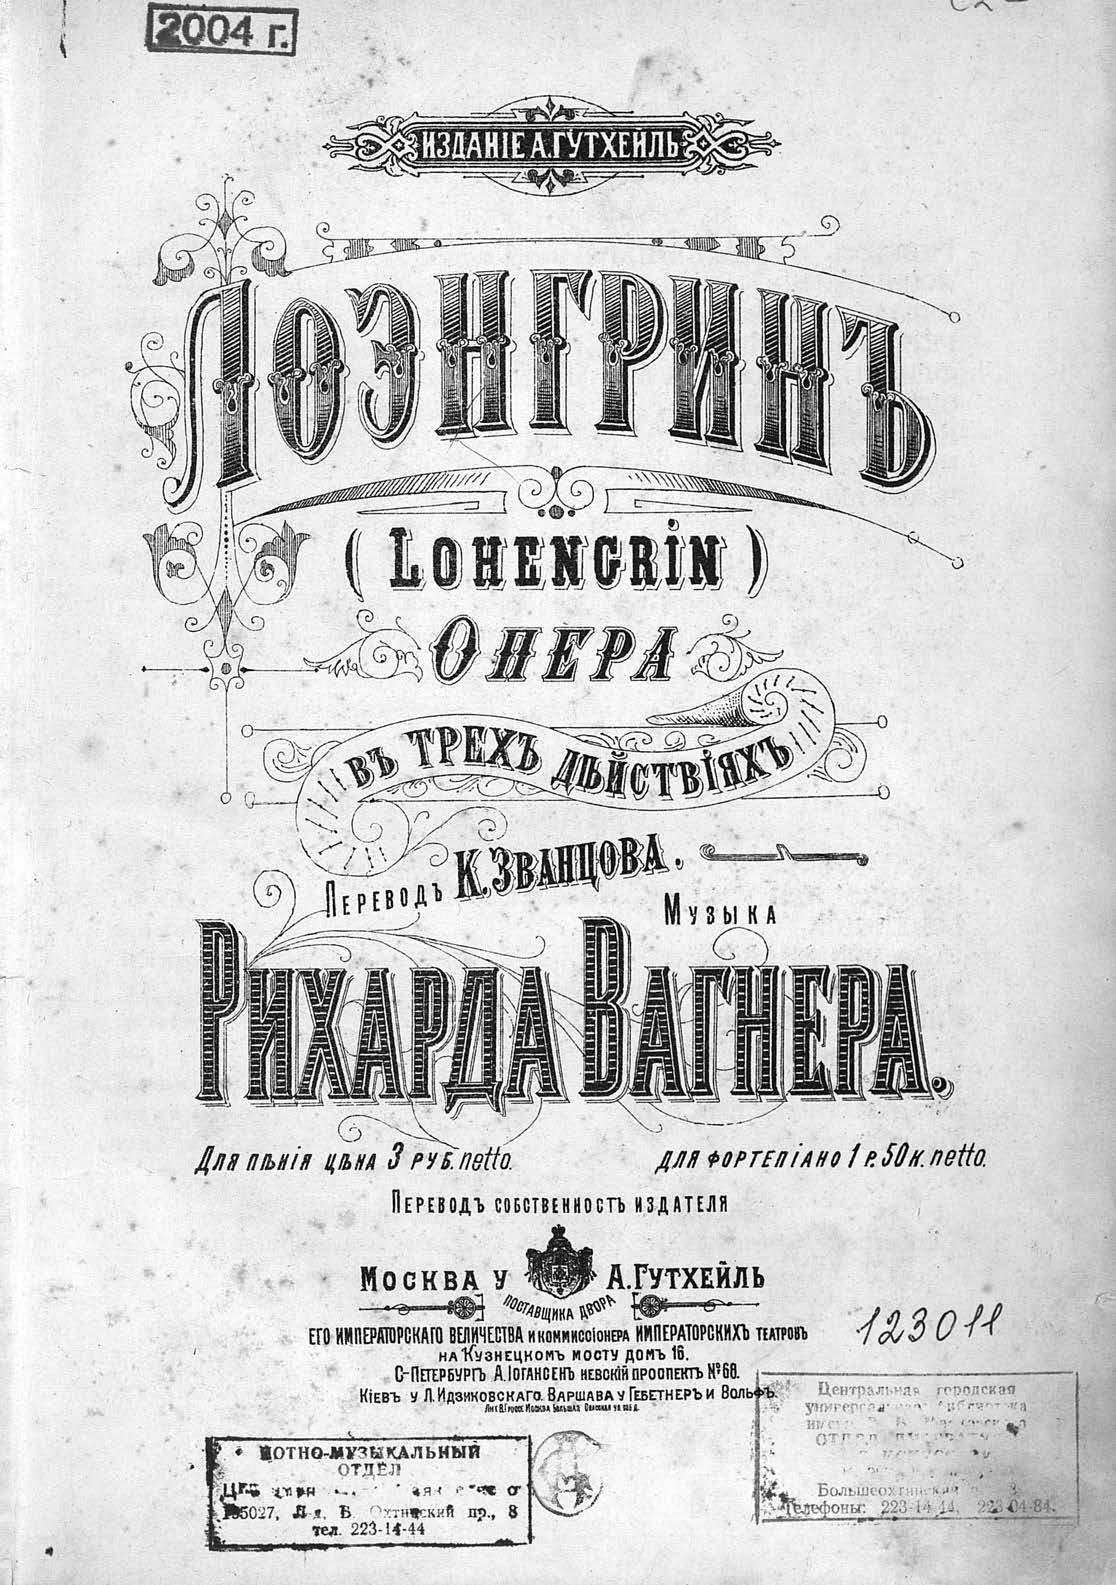 2004 г.
ИЗДАНІЕ А.ГУТХЕЙЛЬ
ЛОЭНГРИНЪ
(LOHENGRIN)
ОПЕРА
ВЪ ТРЕХЪ ДѢЙСТВІЯХЪ
ПЕРЕВОДЪ К.ЗВАНЦОВА.
МУЗЫКА
РИХАРДА ВАГНЕРА.
ДЛЯ ПѢНІЯ ЦѢНА 3 РУБ. netto. ДЛЯ ФОРТЕПІАНО 1 Р. 50 К. netto.
ПЕРЕВОДЪ СОБСТВЕННОСТЬ ИЗДАТЕЛЯ
МОСКВА У А.ГУТХЕЙЛЬ
ПОСТАВЩИКА ДВОРА
ЕГО ИМПЕРАТОРСКАГО ВЕЛИЧЕСТВА И КОММИССІОНЕРА ИМПЕРАТОРСКИХЪ ТЕАТРОВЪ
НА КУЗНЕЦКОМЪ МОСТУ ДОМЪ 16.
С-ПЕТЕРБУРГЪ А.ІОГАНСЕНЪ НЕВСКІЙ ПРОСПЕКТЪ №68.
КІЕВЪ У Л.ИДЗИКОВСКАГО. ВАРШАВА У ГЕБЕТНЕРЪ И ВОЛЬФЪ.
123011
НОТНО-МУЗЫКАЛЬНЫЙ
ОТДЕЛ
195027, Л-д, Б. Охтинский пр., 8
тел. 223-14-44
Центральная городская
универсальная библиотека
Большеохтинский
Телефоны: 223-14-44, 223-04-84.